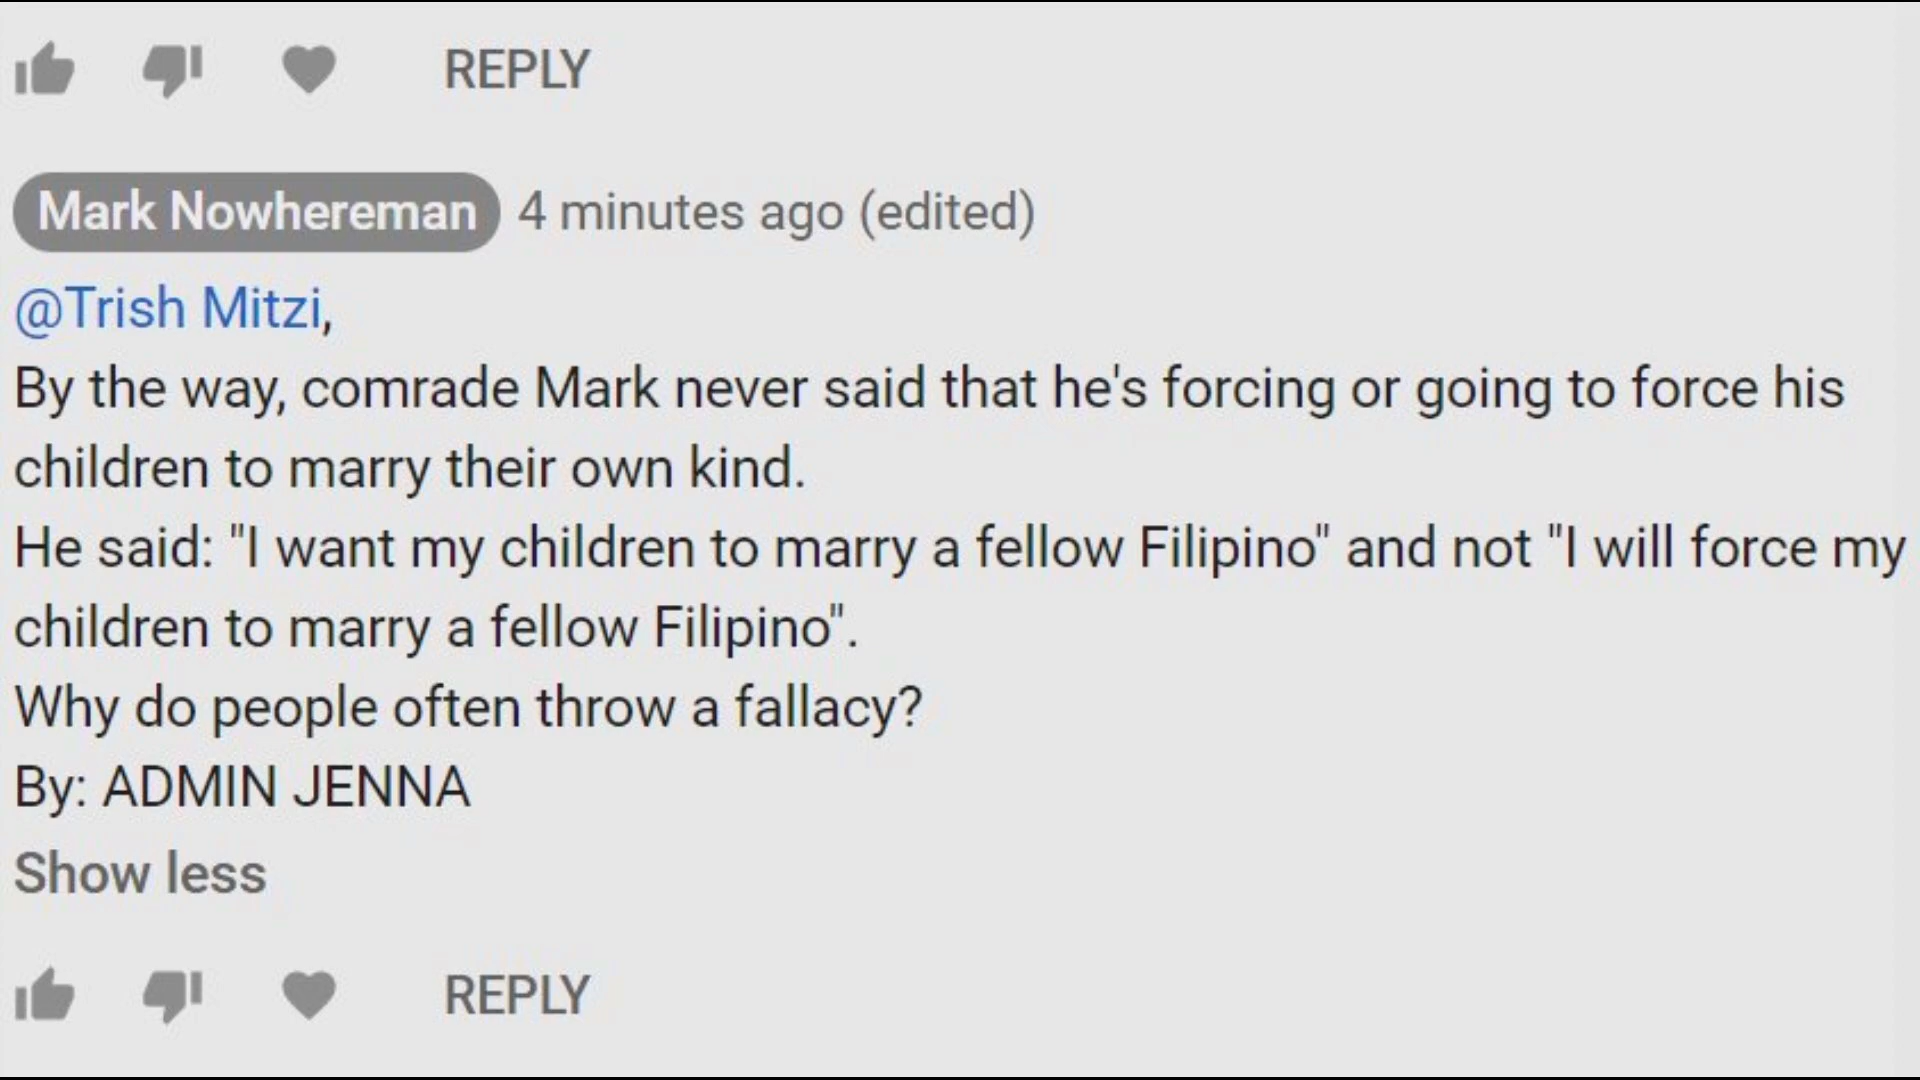 REPLY
Mark Nowhereman 4 minutes ago (edited)
@Trish Mitzi,
By the way, comrade Mark never said that he's forcing or going to force his
children to marry their own kind.
He said: "I want my children to marry a fellow Filipino" and not "I will force my
children to marry a fellow Filipino".
Why do people often throw a fallacy?
By: ADMIN JENNA
Show less
REPLY